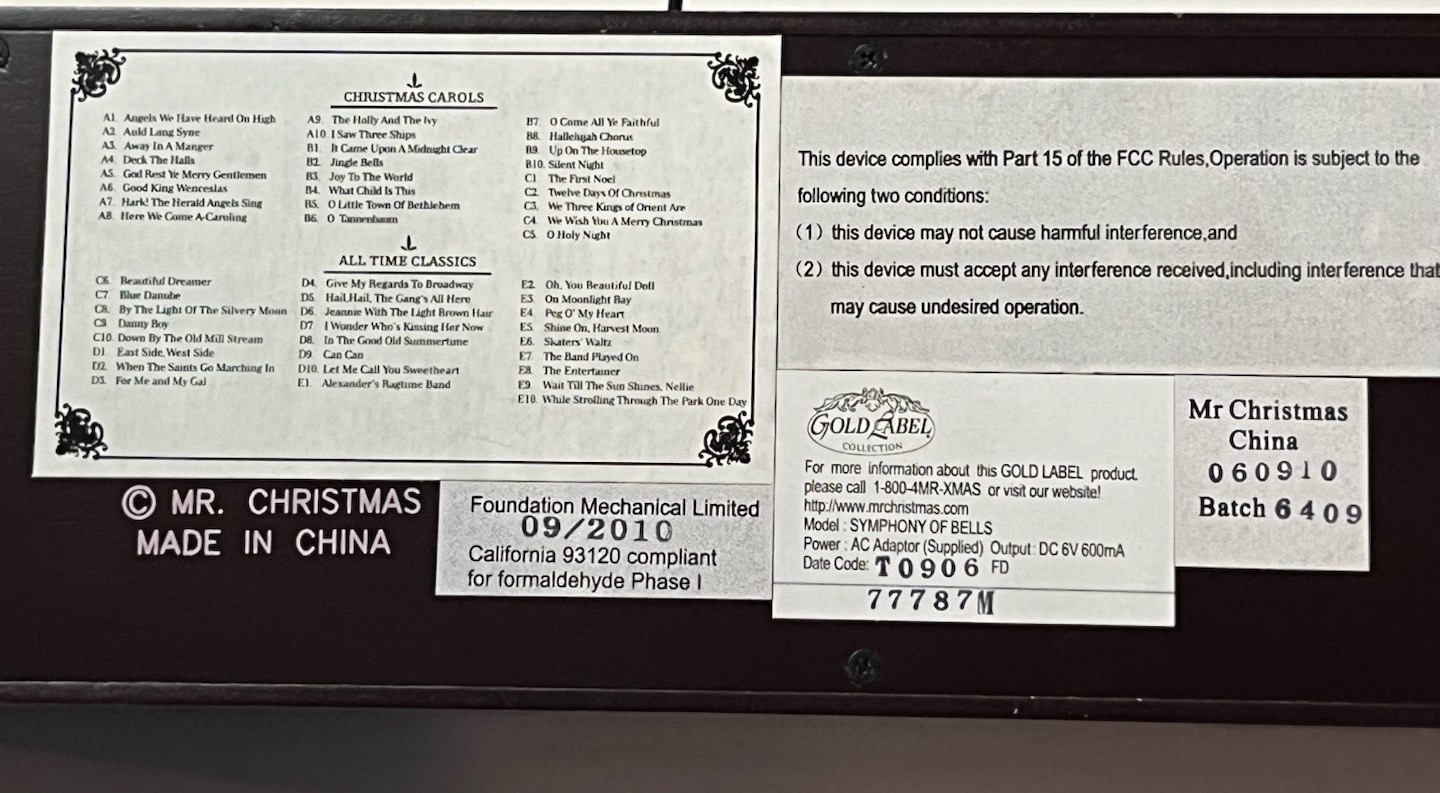 CHRISTMAS CAROLS
A1. Angels We Have Heard On High
A2. Auld Lang Syne
A3. Away In A Manger
A4. Deck The Halls
A5. God Rest Ye Merry Gentlemen
A6. Good King Wenceslas
A7. Hark! The Herald Angels Sing
A8. Here We Come A-Caroling
A9. The Holly And The Ivy
A10. I Saw Three Ships
B1. It Came Upon A Midnight Clear
B2. Jingle Bells
B3. Joy To The World
B4. What Child Is This
B5. O Little Town Of Bethlehem
B6. O Tannenbaum
B7. O Come All Ye Faithful
B8. Hallelujah Chorus
B9. Up On The Housetop
B10. Silent Night
C1. The First Noel
C2. Twelve Days Of Christmas
C3. We Three Kings of Orient Are
C4. We Wish You A Merry Christmas
C5. O Holy Night
ALL TIME CLASSICS
C6. Beautiful Dreamer
C7. Blue Danube
C8. By The Light Of The Silvery Moon
C9. Danny Boy
C10. Down By The Old Mill Stream
D1. East Side, West Side
D2. When The Saints Go Marching In
D3. For Me and My Gal
D4. Give My Regards To Broadway
D5. Hail,Hail, The Gang's All Here
D6. Jeannie With The Light Brown Hair
D7. I Wonder Who's Kissing Her Now
D8. In The Good Old Summertime
D9. Can Can
D10. Let Me Call You Sweetheart
E1. Alexander's Ragtime Band
E2. Oh, You Beautiful Doll
E3. On Moonlight Bay
E4. Peg O' My Heart
E5. Shine On, Harvest Moon
E6. Skaters' Waltz
E7. The Band Played On
E8. The Entertainer
E9. Wait Till The Sun Shines, Nellie
E10. While Strolling Through The Park One Day
This device complies with Part 15 of the FCC Rules,Operation is subject to the
following two conditions:
(1) this device may not cause harmful interference,and
(2) this device must accept any interference received,including interference that
may cause undesired operation.
© MR. CHRISTMAS
MADE IN CHINA
Foundation Mechanical Limited
09/2010
California 93120 compliant
for formaldehyde Phase I
GOLD LABEL
COLLECTION
For more information about this GOLD LABEL product
please call 1-800-4MR-XMAS or visit our website!
http://www.mrchristmas.com
Model : SYMPHONY OF BELLS
Power : AC Adaptor (Supplied) Output : DC 6V 600mA
Date Code: T0906 FD
77787M
Mr Christmas
China
060910
Batch 6409